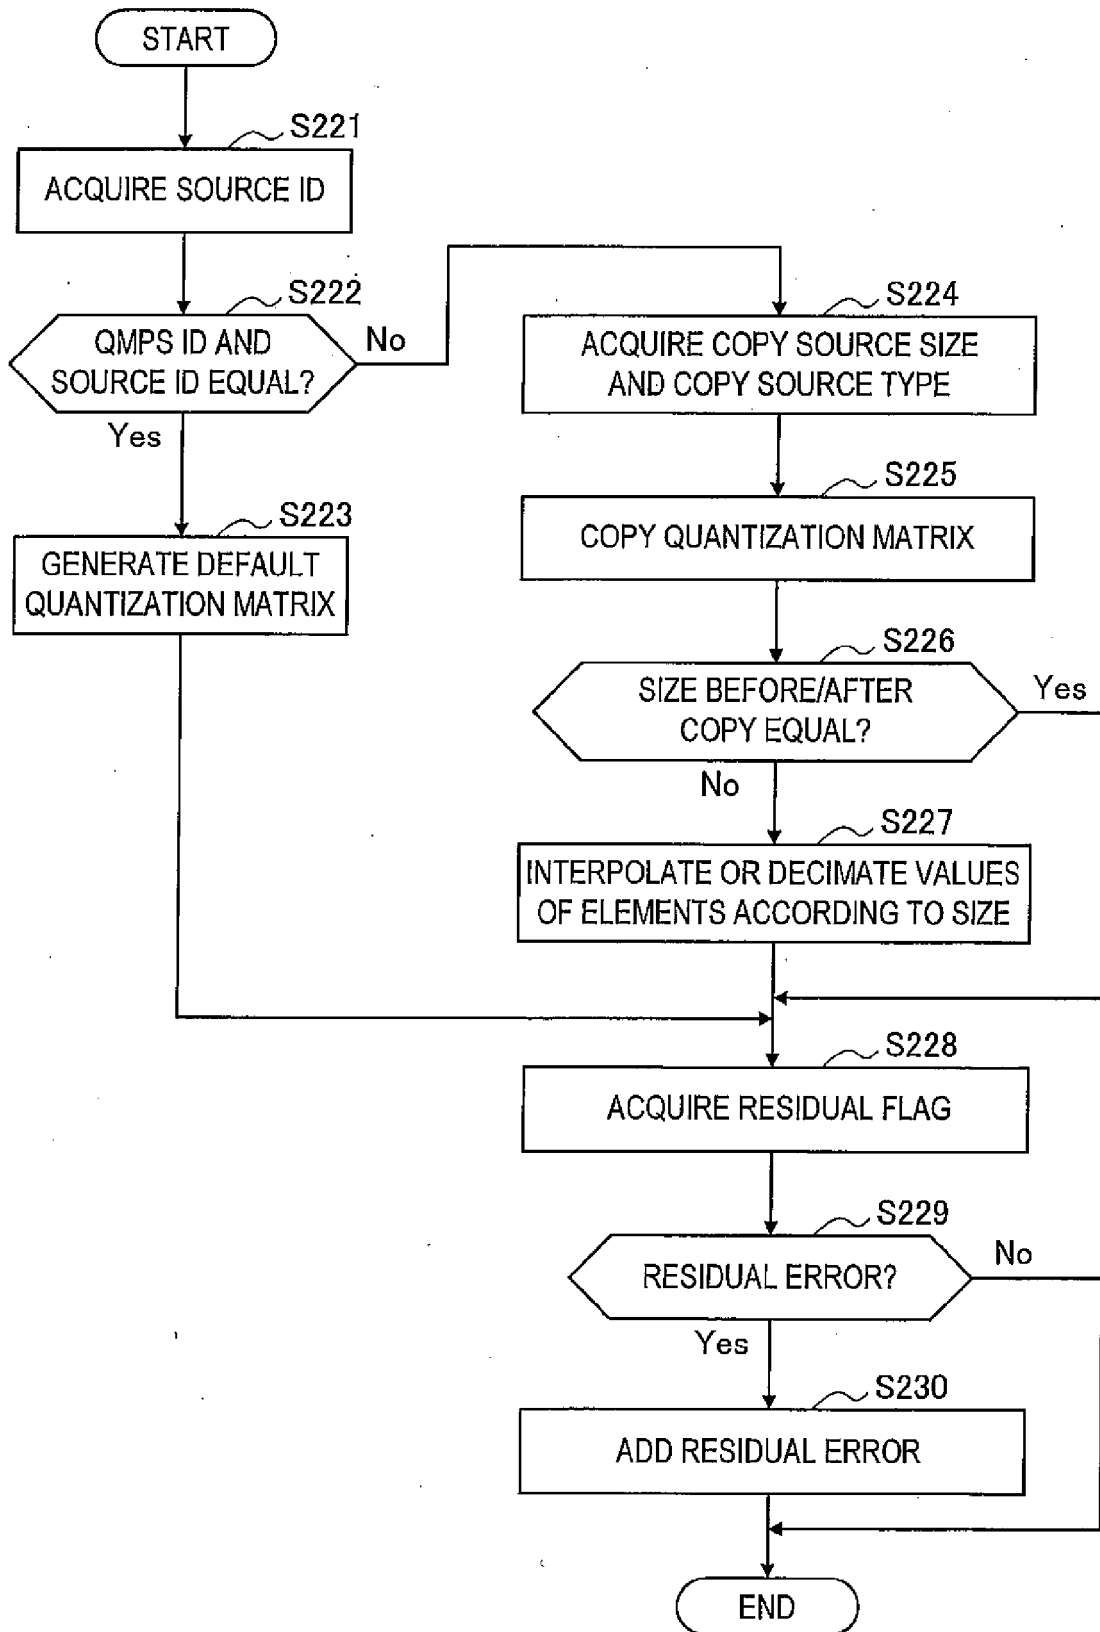 START
S221
ACQUIRE SOURCE ID
S222
QMPS ID AND
SOURCE ID EQUAL?
No
Yes
S223
GENERATE DEFAULT
QUANTIZATION MATRIX
S224
ACQUIRE COPY SOURCE SIZE
AND COPY SOURCE TYPE
S225
COPY QUANTIZATION MATRIX
S226
SIZE BEFORE/AFTER
COPY EQUAL?
Yes
No
S227
INTERPOLATE OR DECIMATE VALUES
OF ELEMENTS ACCORDING TO SIZE
S228
ACQUIRE RESIDUAL FLAG
S229
RESIDUAL ERROR?
No
Yes
S230
ADD RESIDUAL ERROR
END